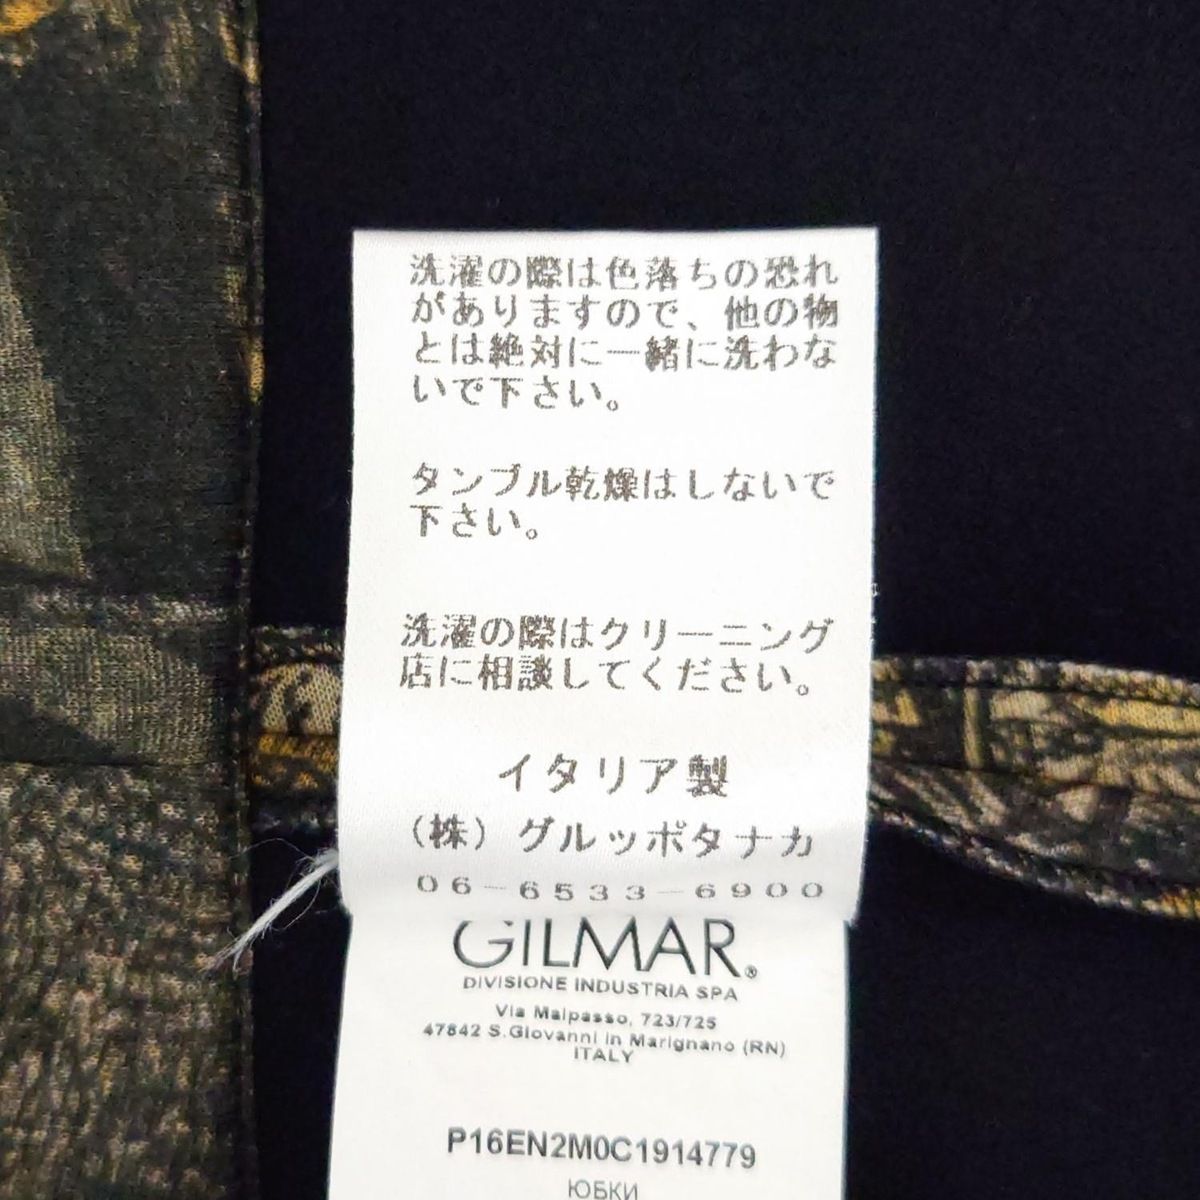 洗濯の際は色落ちの恐れ
がありますので、他の物
とは絶対に一緒に洗わな
いで下さい。
タンブル乾燥はしないで
下さい。
洗濯の際はクリーニング
店に相談してください。
イタリア製
（株）グルッポタナカ
06-6533-6900
GILMAR®
DIVISIONE INDUSTRIA SPA
Via Malpasso, 723/725
47842 S.Giovanni in Marignano (RN)
ITALY
P16EN2M0C1914779
ЮБКИ